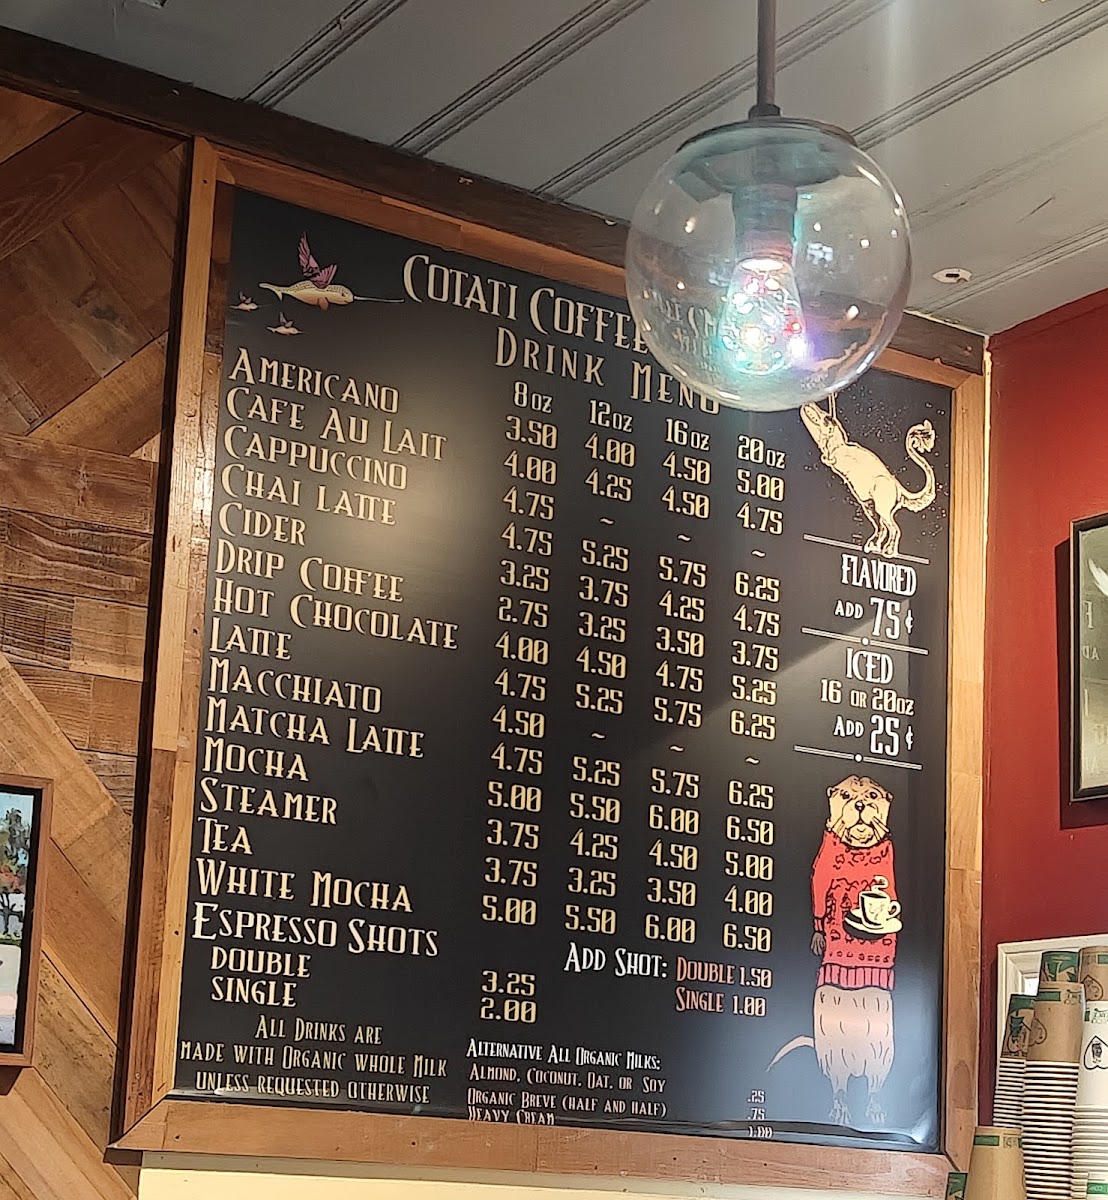 COTATI COFFEE
DRINK MENU
8oz 12oz 16oz 20oz
AMERICANO 3.50 4.00 4.50 5.00
CAFE AU LAIT 4.00 4.25 4.50 4.75
CAPPUCCINO 4.75 ~ ~ ~
CHAI LATTE 4.75 5.25 5.75 6.25
CIDER 3.25 3.75 4.25 4.75
DRIP COFFEE 2.75 3.25 3.50 3.75
HOT CHOCOLATE 4.00 4.50 4.75 5.25
LATTE 4.75 5.25 5.75 6.25
MACCHIATO 4.50 ~ ~ ~
MATCHA LATTE 4.75 5.25 5.75 6.25
MOCHA 5.00 5.50 6.00 6.50
STEAMER 3.75 4.25 4.50 5.00
TEA 3.75 3.25 3.50 4.00
WHITE MOCHA 5.00 5.50 6.00 6.50
ESPRESSO SHOTS
DOUBLE 3.25
SINGLE 2.00
ADD SHOT: DOUBLE 1.50
SINGLE 1.00
FLAVORED
ADD .75¢
ICED
16 OR 20oz
ADD .25¢
ALL DRINKS ARE
MADE WITH ORGANIC WHOLE MILK
UNLESS REQUESTED OTHERWISE
ALTERNATIVE ALL ORGANIC MILKS:
ALMOND, COCONUT, OAT, OR SOY .25
ORGANIC BREVE (HALF AND HALF) .75
HEAVY CREAM 1.00